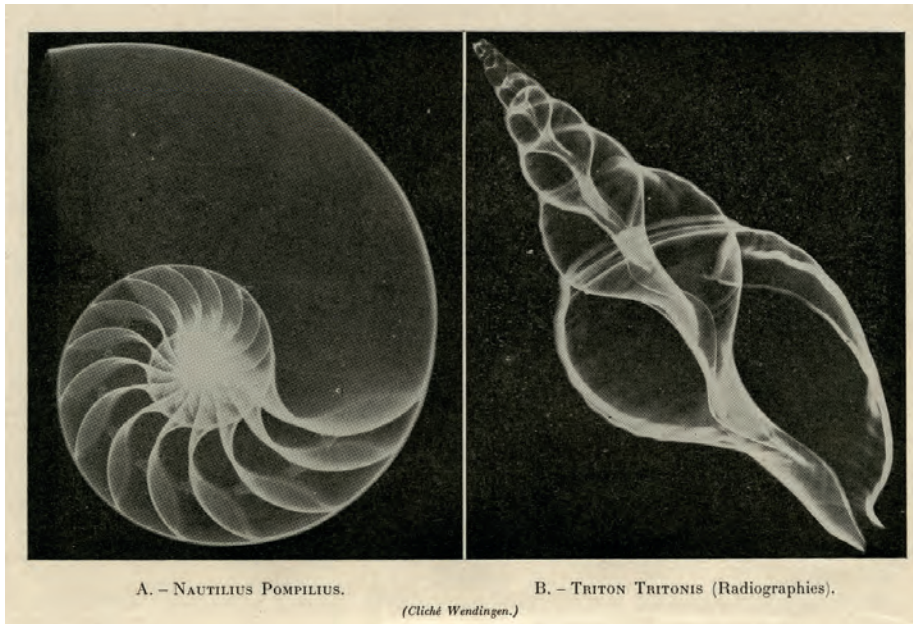 A. – Nautilius Pompilius.
B. – Triton Tritonis (Radiographies).
(Cliché Wendingen.)